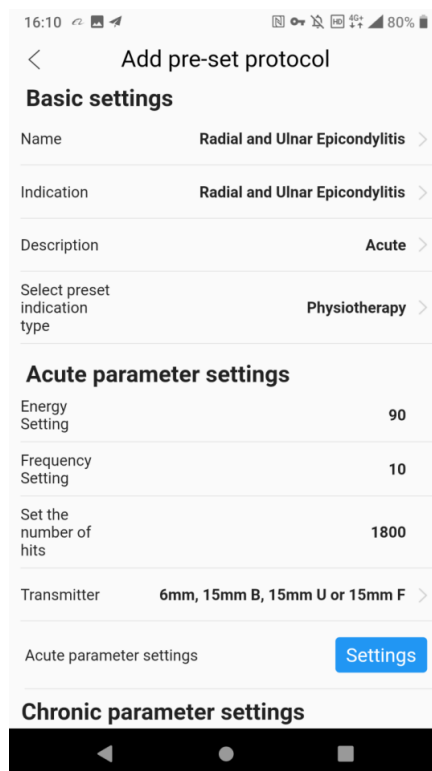 16:10 80%
Add pre-set protocol
Basic settings
Name Radial and Ulnar Epicondylitis
Indication Radial and Ulnar Epicondylitis
Description Acute
Select preset
indication
type Physiotherapy
Acute parameter settings
Energy
Setting 90
Frequency
Setting 10
Set the
number of
hits 1800
Transmitter 6mm, 15mm B, 15mm U or 15mm F
Acute parameter settings Settings
Chronic parameter settings